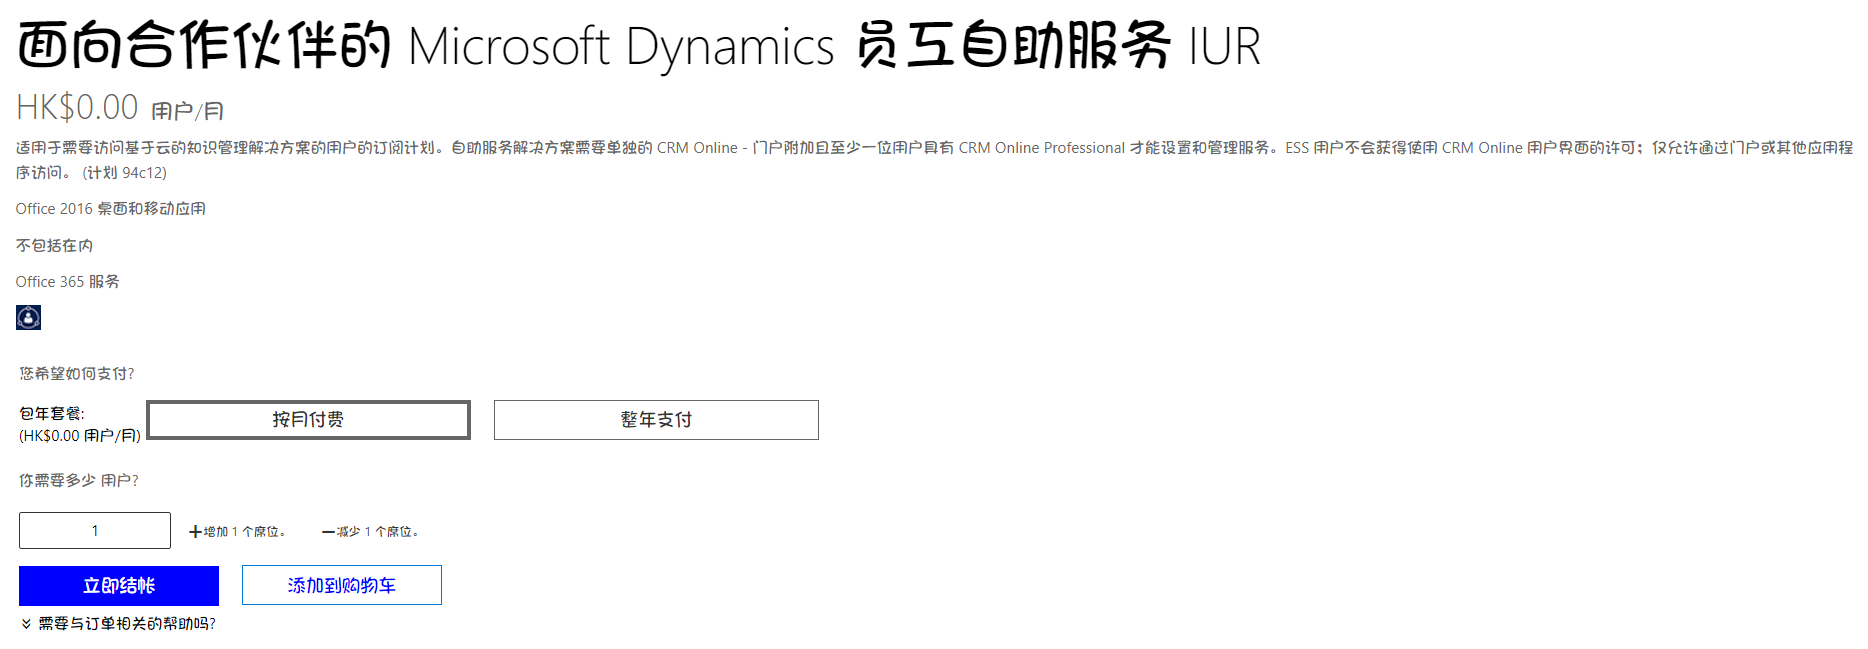 面向合作伙伴的 Microsoft Dynamics 员工自助服务 IUR
HK$0.00 用户/月
适用于需要访问基于云的知识管理解决方案的用户的订阅计划。自助服务解决方案需要单独的 CRM Online - 门户附加且至少一位用户具有 CRM Online Professional 才能设置和管理服务。ESS 用户不会获得使用 CRM Online 用户界面的许可；仅允许通过门户或其他应用程
序访问。 (计划 94c12)
Office 2016 桌面和移动应用
不包括在内
Office 365 服务
您希望如何支付?
包年套餐:
(HK$0.00 用户/月)
按月付费
整年支付
你需要多少 用户?
1
+增加 1 个席位。
—减少 1 个席位。
立即结帐
添加到购物车
需要与订单相关的帮助吗?